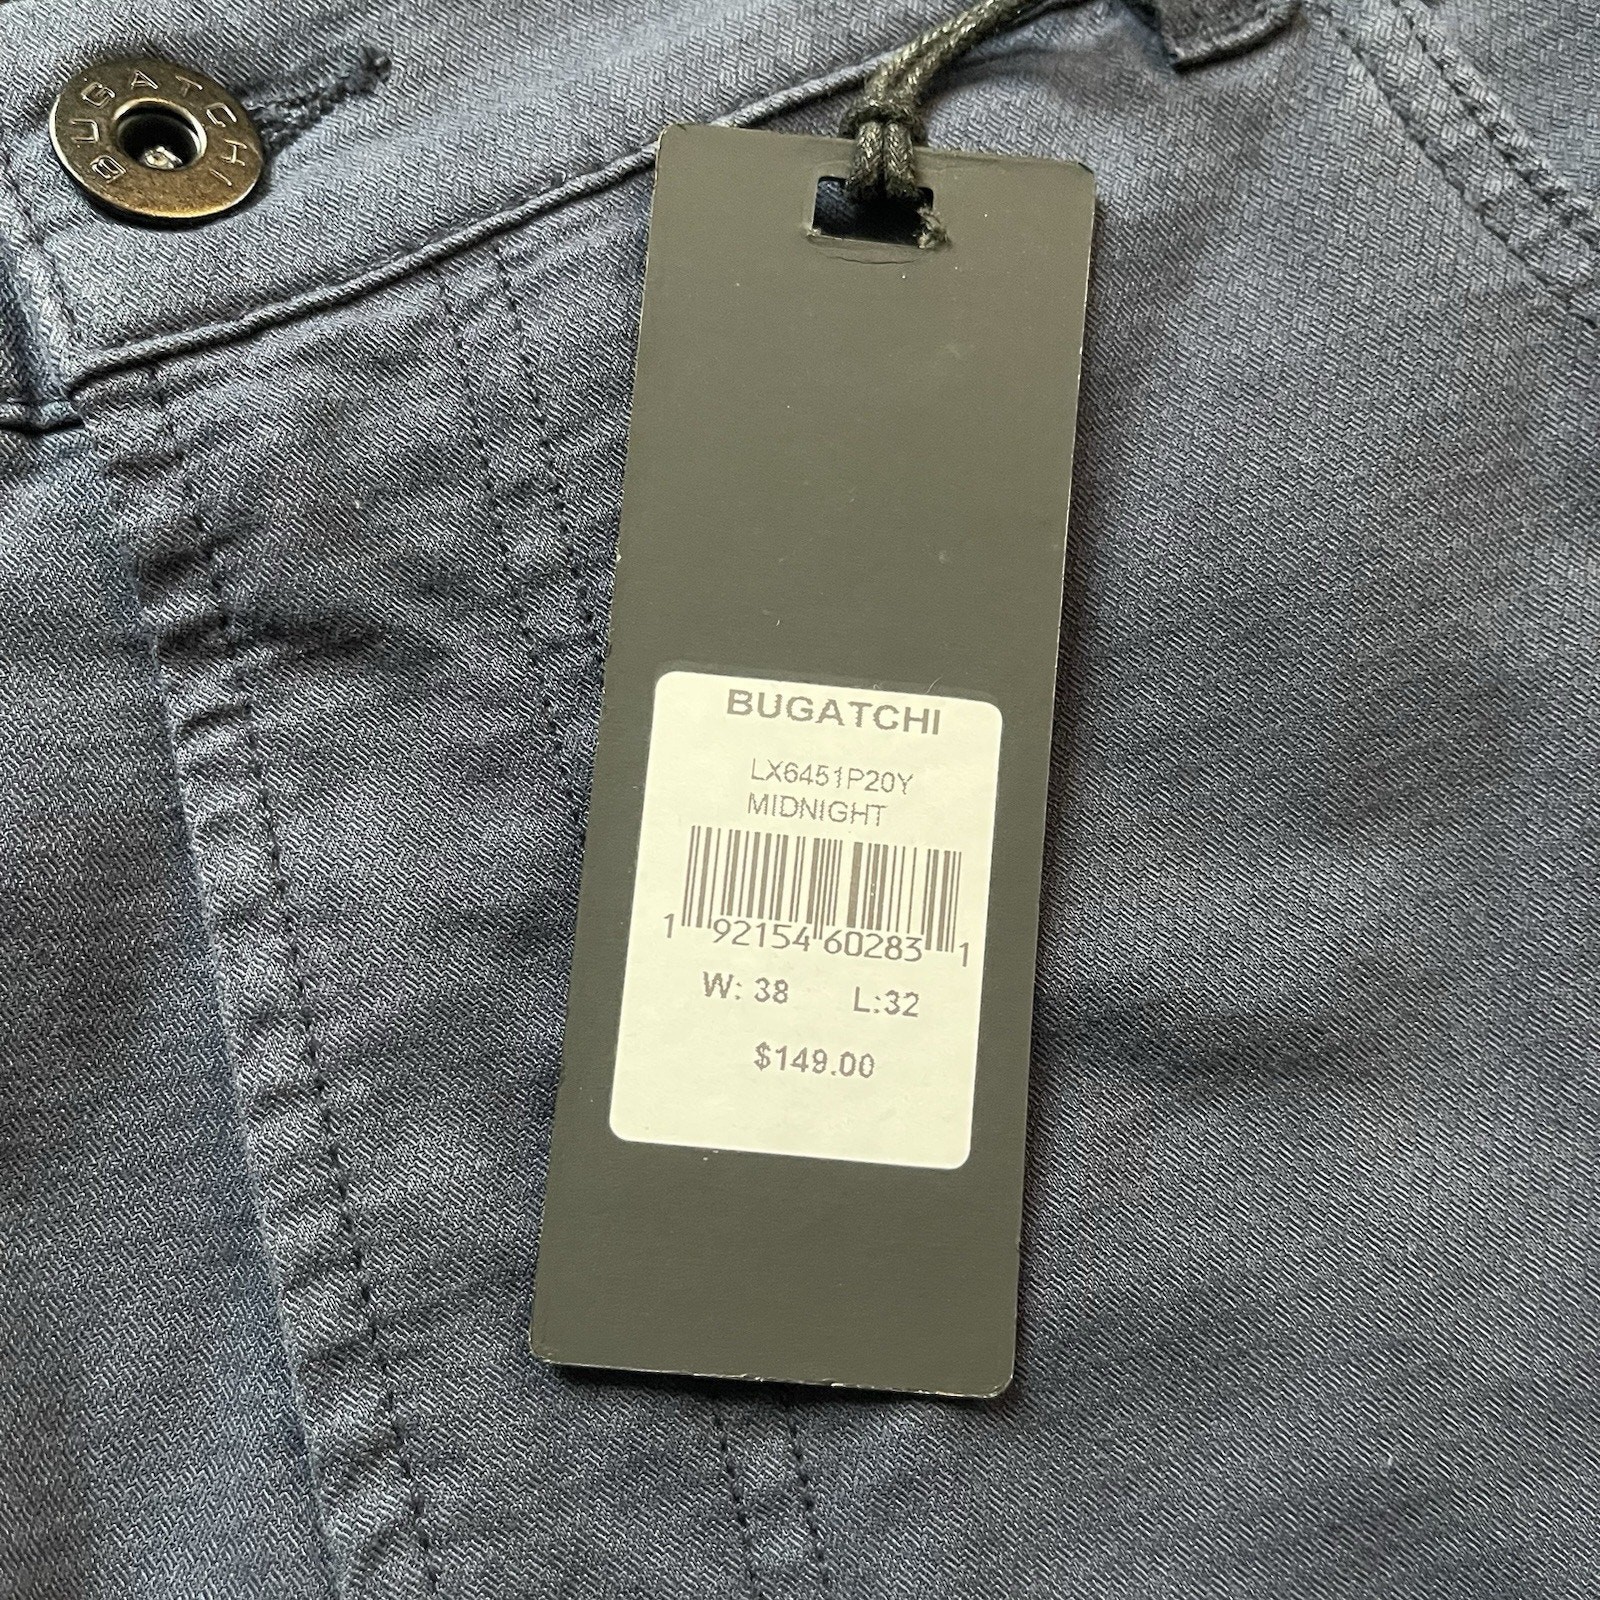 BUGATCHI
BUGATCHI
LX6451P20Y
MIDNIGHT
1 92154 60283 1
W: 38 L:32
$149.00